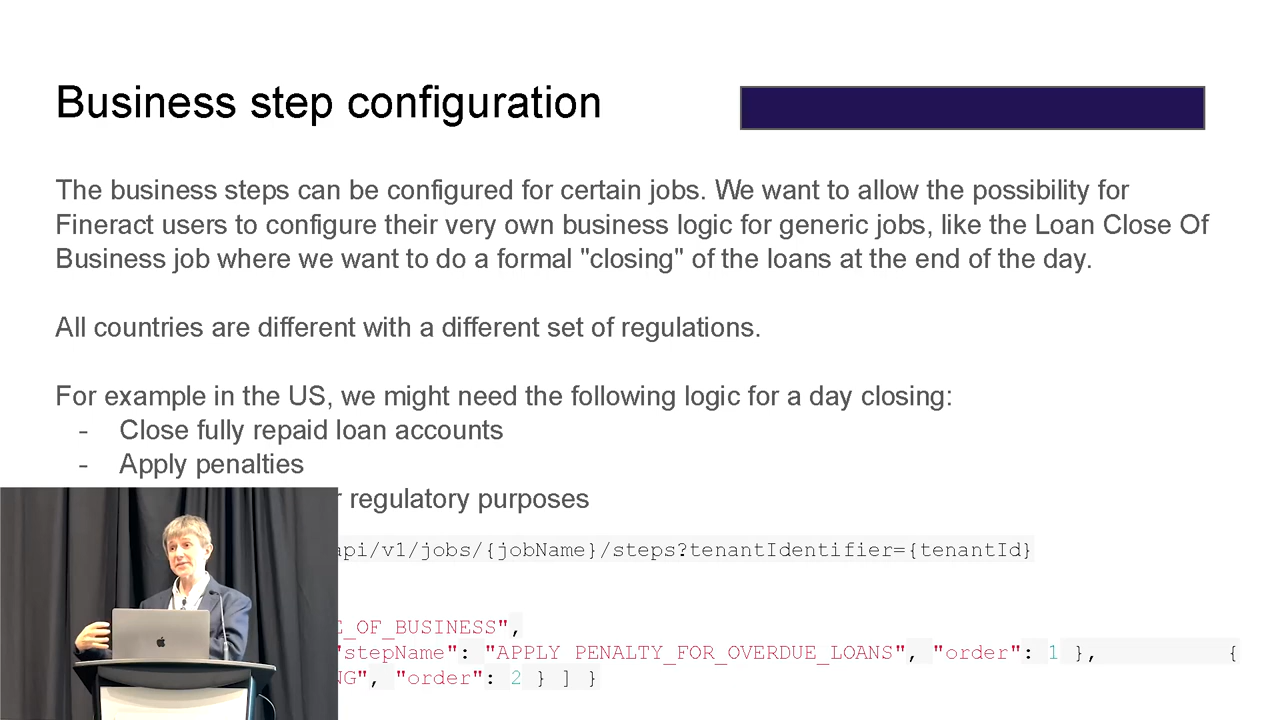 Business step configuration
The business steps can be configured for certain jobs. We want to allow the possibility for
Fineract users to configure their very own business logic for generic jobs, like the Loan Close Of
Business job where we want to do a formal "closing" of the loans at the end of the day.
All countries are different with a different set of regulations.
For example in the US, we might need the following logic for a day closing:
- Close fully repaid loan accounts
- Apply penalties
regulatory purposes
api/v1/jobs/{jobName}/steps?tenantIdentifier={tenantId}
E_OF_BUSINESS",
"stepName": "APPLY_PENALTY_FOR_OVERDUE_LOANS", "order": 1 }, {
NG", "order": 2 } ] }